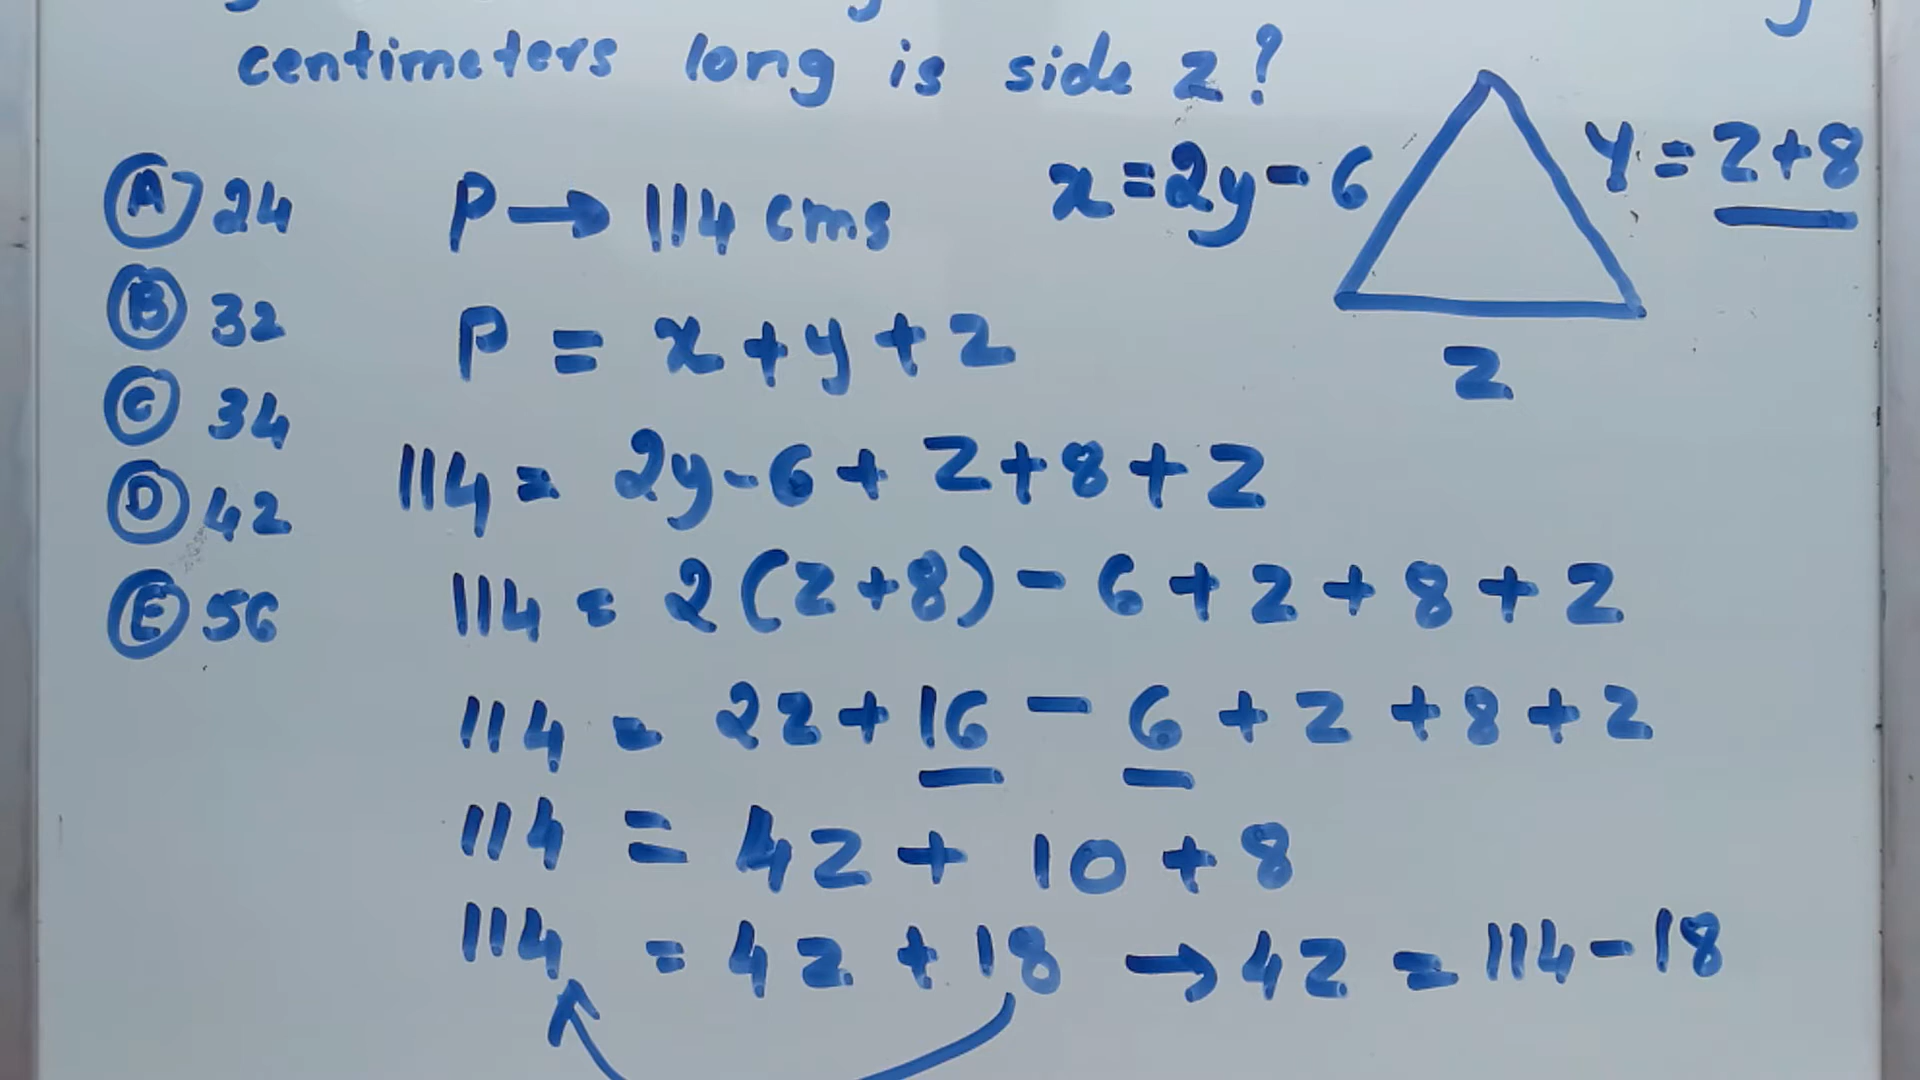 centimeters long is side z?
x=2y-6
y = z+8
z
A 24
B 32
C 34
D 42
E 56
P → 114 cms
P = x+y+z
114 = 2y-6+z+8+z
114 = 2(z+8) - 6+z+8+z
114 = 2z+16 - 6+z+8+z
114 = 4z+10+8
114 = 4z+18 → 4z = 114-18